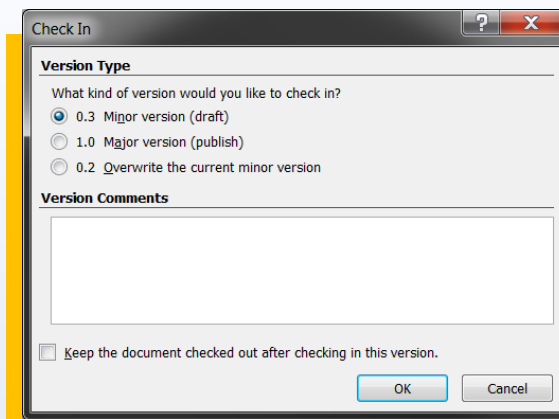 Check In
Version Type
What kind of version would you like to check in?
0.3 Minor version (draft)
1.0 Major version (publish)
0.2 Overwrite the current minor version
Version Comments
Keep the document checked out after checking in this version.
OK Cancel